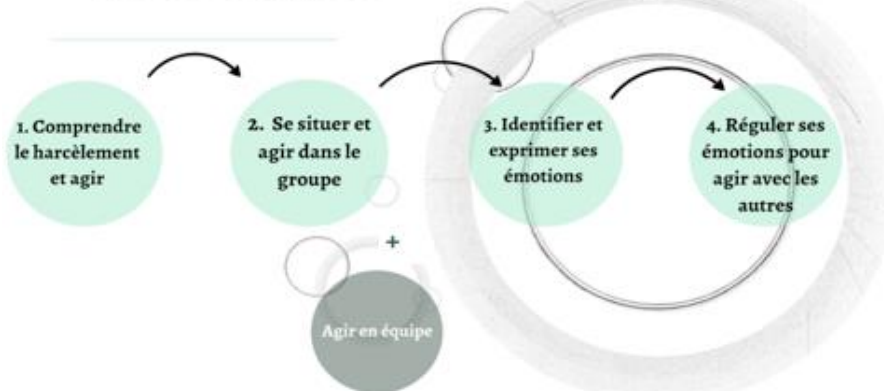 1. Comprendre
le harcèlement
et agir
2. Se situer et
agir dans le
groupe
3. Identifier et
exprimer ses
émotions
4. Réguler ses
émotions pour
agir avec les
autres
+
Agir en équipe